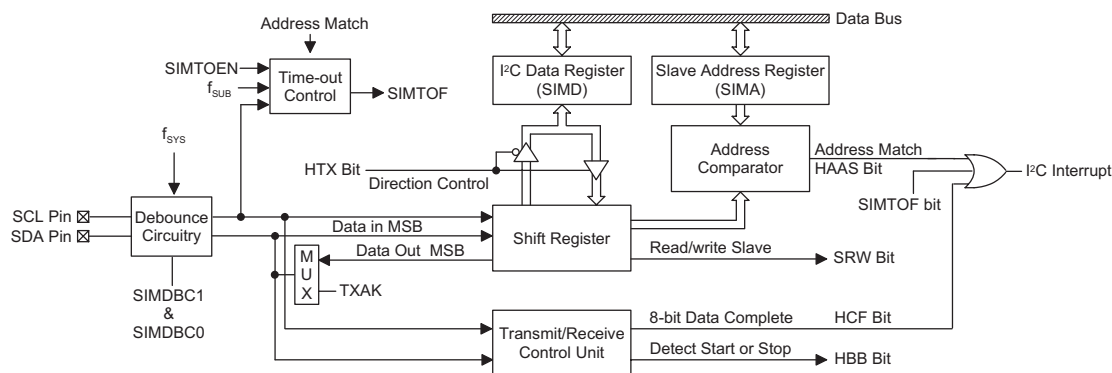 Address Match
Data Bus
SIMTOEN
f_SUB
Time-out
Control
SIMTOF
I²C Data Register
(SIMD)
Slave Address Register
(SIMA)
f_SYS
HTX Bit
Direction Control
Address
Comparator
Address Match
HAAS Bit
I²C Interrupt
SIMTOF bit
SCL Pin
SDA Pin
Debounce
Circuitry
Data in MSB
Shift Register
Data Out MSB
Read/write Slave
SRW Bit
M
U
X
TXAK
SIMDBC1
&
SIMDBC0
Transmit/Receive
Control Unit
8-bit Data Complete
HCF Bit
Detect Start or Stop
HBB Bit